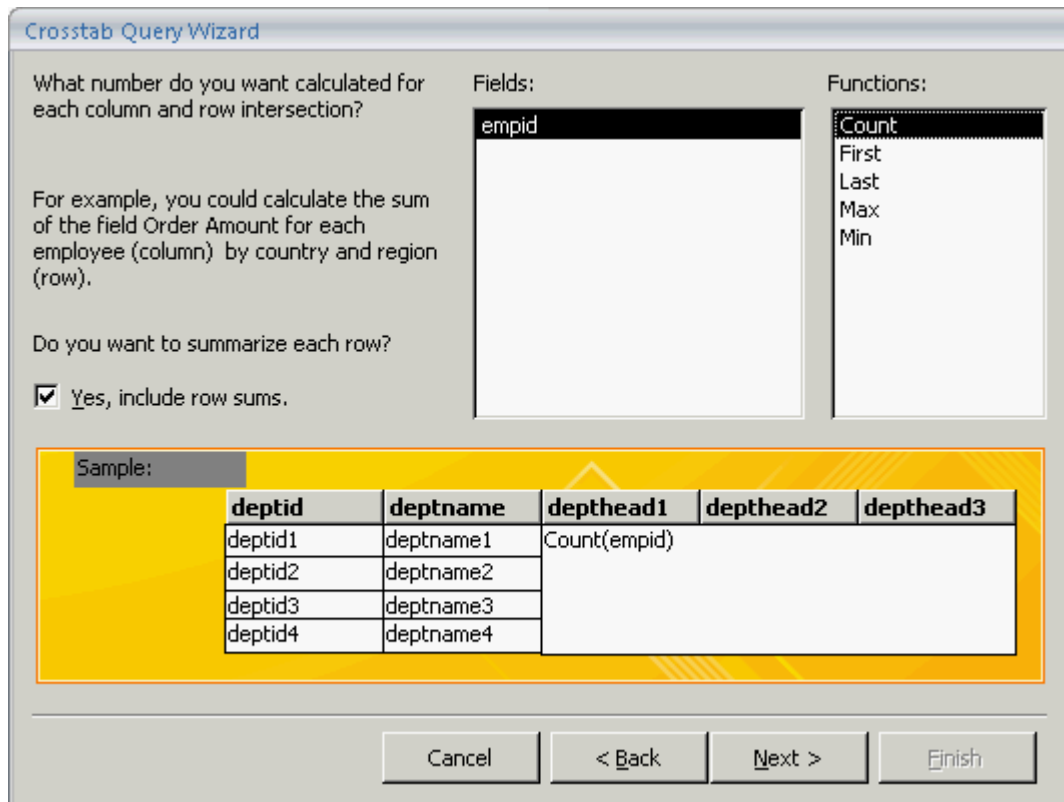 Crosstab Query Wizard
What number do you want calculated for
each column and row intersection?
For example, you could calculate the sum
of the field Order Amount for each
employee (column)  by country and region
(row).
Do you want to summarize each row?
Yes, include row sums.
Fields:
empid
Functions:
Count
First
Last
Max
Min
Sample:
deptid deptname depthead1 depthead2 depthead3
deptid1 deptname1 Count(empid)
deptid2 deptname2
deptid3 deptname3
deptid4 deptname4
Cancel < Back Next > Finish